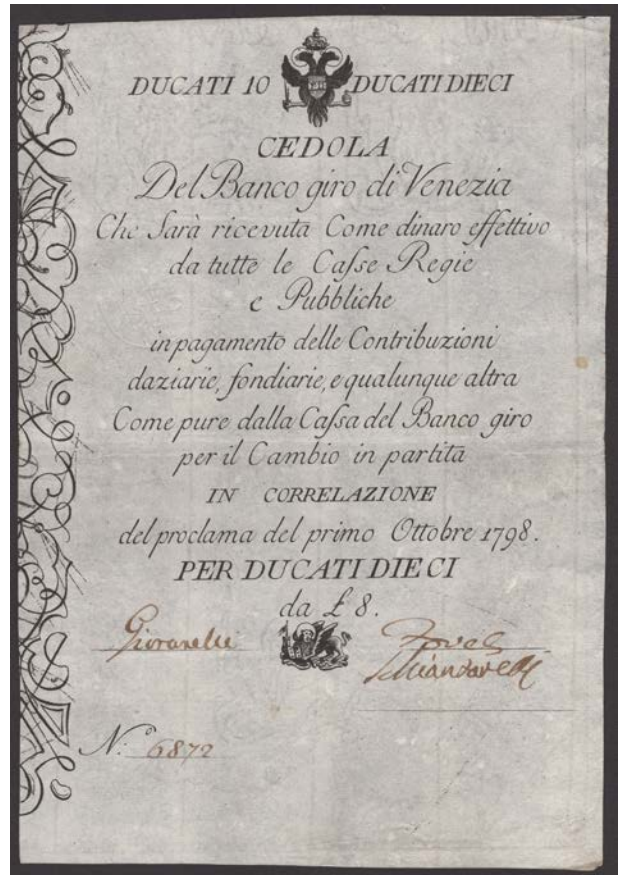 DUCATI 10 DUCATI DIECI
CEDOLA
Del Banco giro di Venezia
Che Sarà ricevuta Come dinaro effettivo
da tutte le Casse Regie
e Pubbliche
in pagamento delle Contribuzioni
daziarie, fondiarie, e qualunque altra
Come pure dalla Cassa del Banco giro
per il Cambio in partita
IN CORRELAZIONE
del proclama del primo Ottobre 1798.
PER DUCATI DIECI
da £ 8.
Giovanelli
N.º 6872